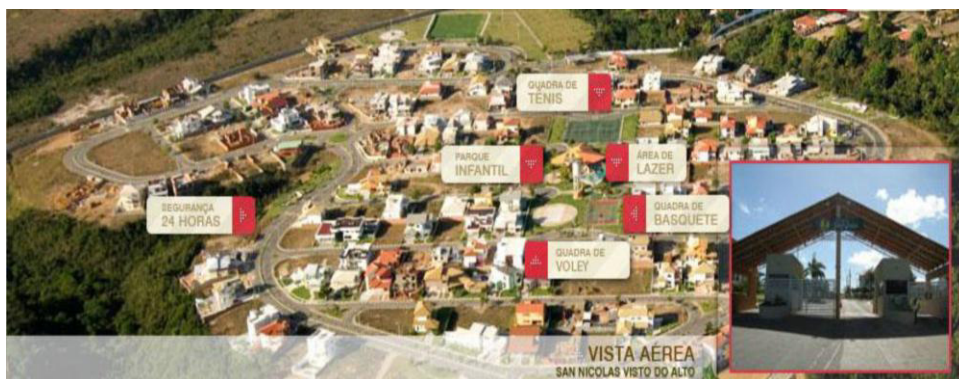 QUADRA DE
TÊNIS
PARQUE
INFANTIL
ÁREA DE
LAZER
SEGURANÇA
24 HORAS
QUADRA DE
BASQUETE
QUADRA DE
VOLEY
VISTA AÉREA
SAN NICOLAS VISTO DO ALTO